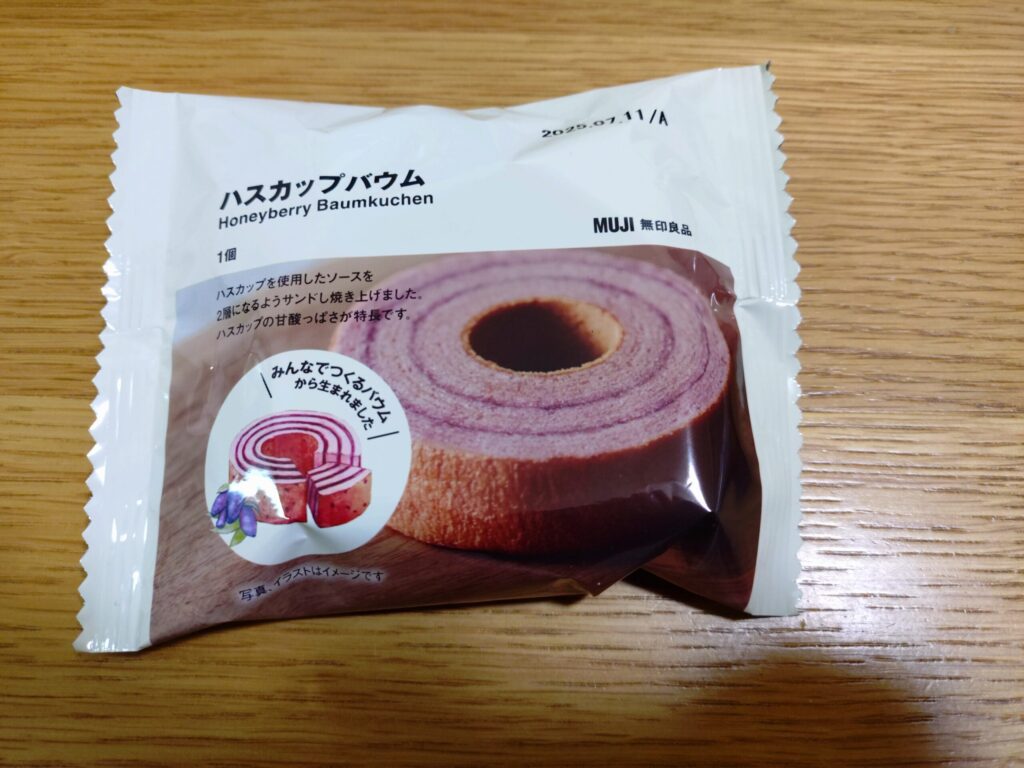 2025.07.11/A
ハスカップバウム
Honeyberry Baumkuchen
MUJI 無印良品
1個
ハスカップを使用したソースを
2層になるようサンドし焼き上げました。
ハスカップの甘酸っぱさが特長です。
みんなでつくるバウム
から生まれました
写真、イラストはイメージです